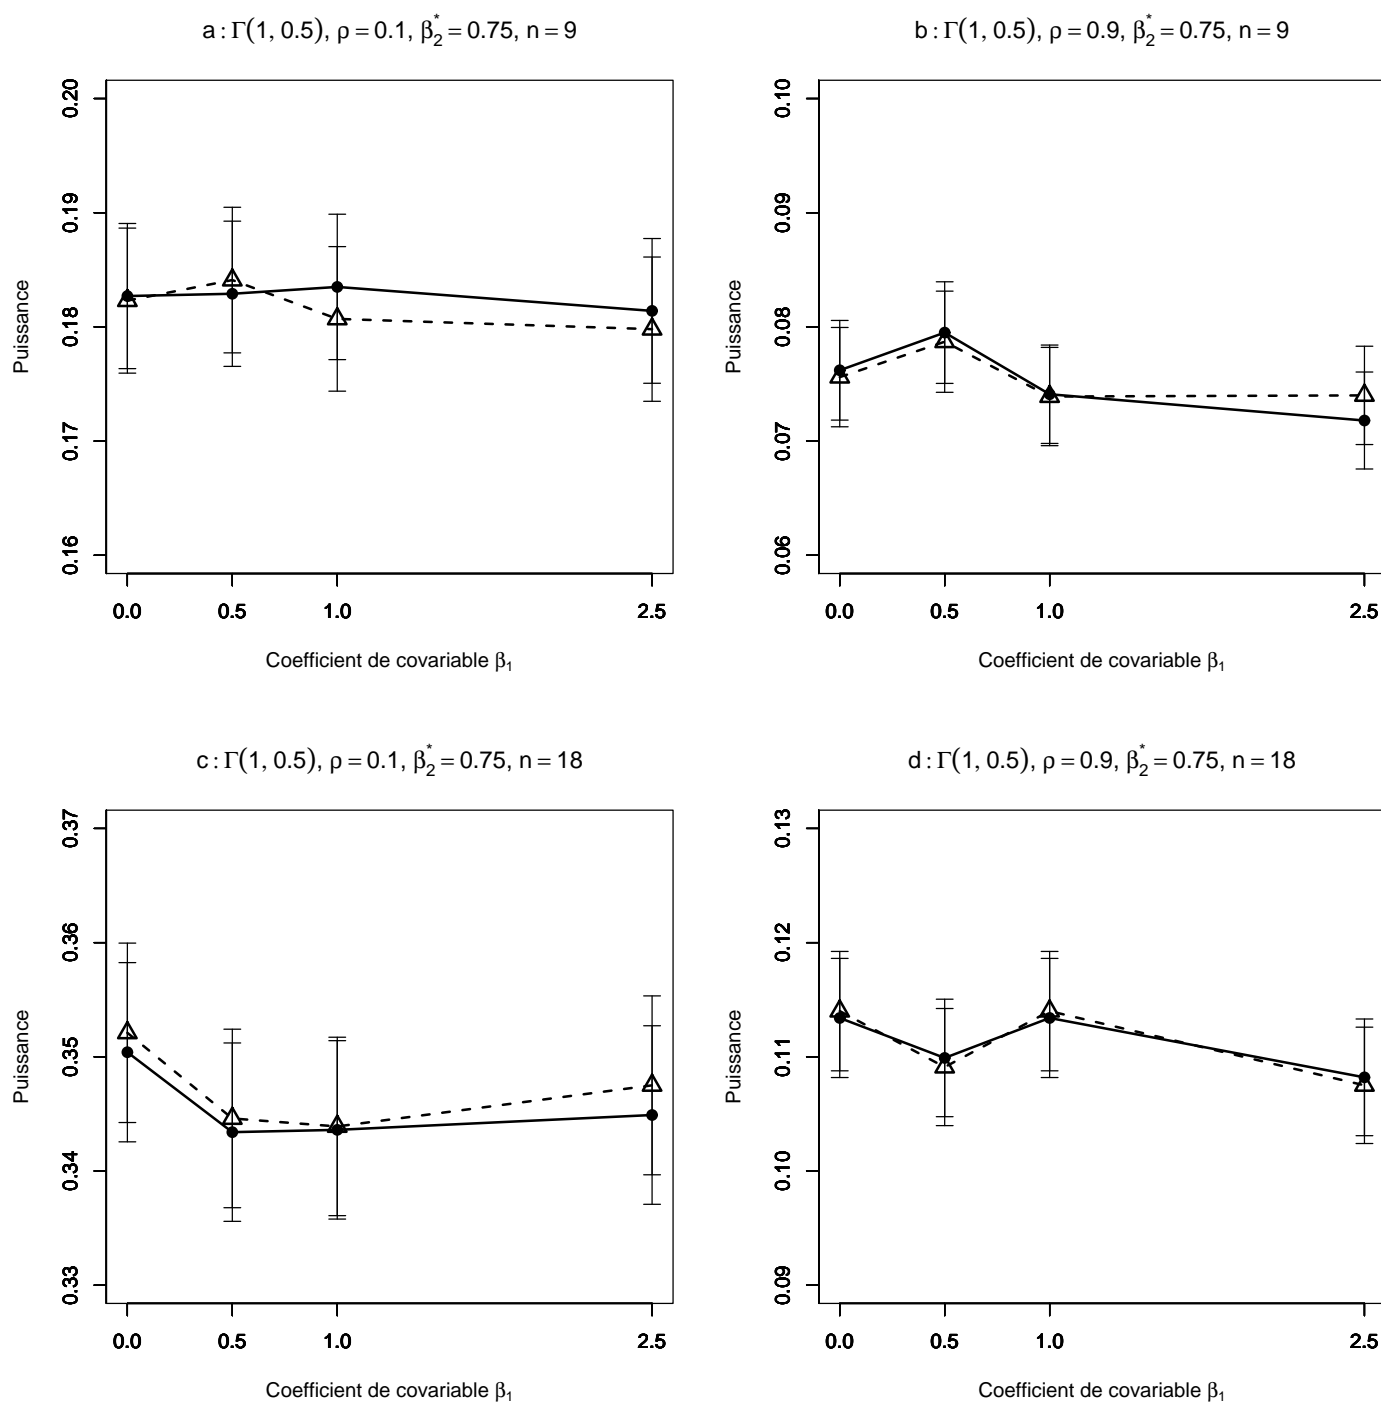 a : Γ(1, 0.5), ρ = 0.1, β₂* = 0.75, n = 9
0.20
0.19
0.18
0.17
0.16
Puissance
0.0 0.5 1.0 2.5
Coefficient de covariable β₁
b : Γ(1, 0.5), ρ = 0.9, β₂* = 0.75, n = 9
0.10
0.09
0.08
0.07
0.06
Puissance
0.0 0.5 1.0 2.5
Coefficient de covariable β₁
c : Γ(1, 0.5), ρ = 0.1, β₂* = 0.75, n = 18
0.37
0.36
0.35
0.34
0.33
Puissance
0.0 0.5 1.0 2.5
Coefficient de covariable β₁
d : Γ(1, 0.5), ρ = 0.9, β₂* = 0.75, n = 18
0.13
0.12
0.11
0.10
0.09
Puissance
0.0 0.5 1.0 2.5
Coefficient de covariable β₁